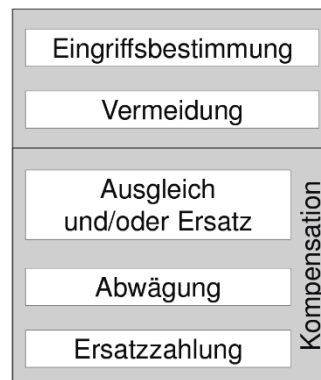 Eingriffsbestimmung
Vermeidung
Ausgleich
und/oder Ersatz
Abwägung
Ersatzzahlung
Kompensation